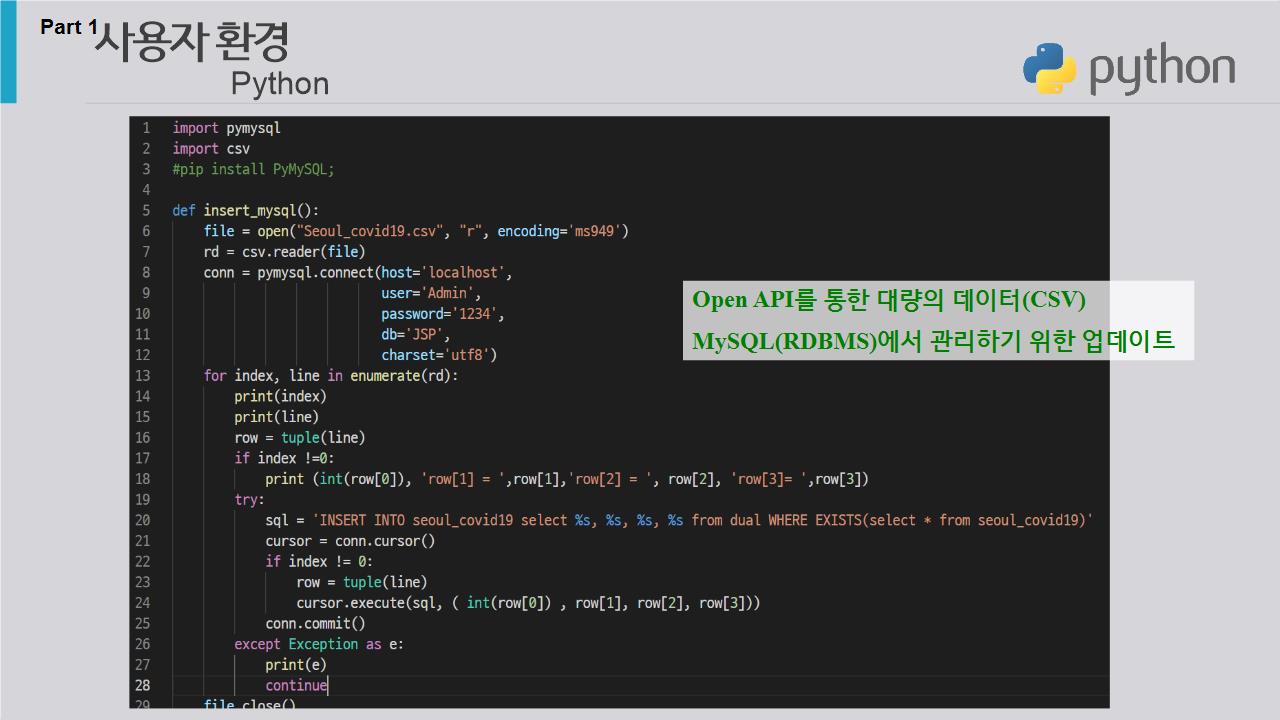 Part 1
사용자 환경
Python
python
1 import pymysql
2 import csv
3 #pip install PyMySQL;
4
5 def insert_mysql():
6     file = open("Seoul_covid19.csv", "r", encoding='ms949')
7     rd = csv.reader(file)
8     conn = pymysql.connect(host='localhost',
9                            user='Admin',
10                            password='1234',
11                            db='JSP',
12                            charset='utf8')
13     for index, line in enumerate(rd):
14         print(index)
15         print(line)
16         row = tuple(line)
17         if index !=0:
18             print (int(row[0]), 'row[1] = ',row[1],'row[2] = ', row[2], 'row[3]= ',row[3])
19         try:
20             sql = 'INSERT INTO seoul_covid19 select %s, %s, %s, %s from dual WHERE EXISTS(select * from seoul_covid19)'
21             cursor = conn.cursor()
22             if index != 0:
23                 row = tuple(line)
24                 cursor.execute(sql, ( int(row[0]) , row[1], row[2], row[3]))
25             conn.commit()
26         except Exception as e:
27             print(e)
28             continue
29     file.close()
Open API를 통한 대량의 데이터(CSV)
MySQL(RDBMS)에서 관리하기 위한 업데이트